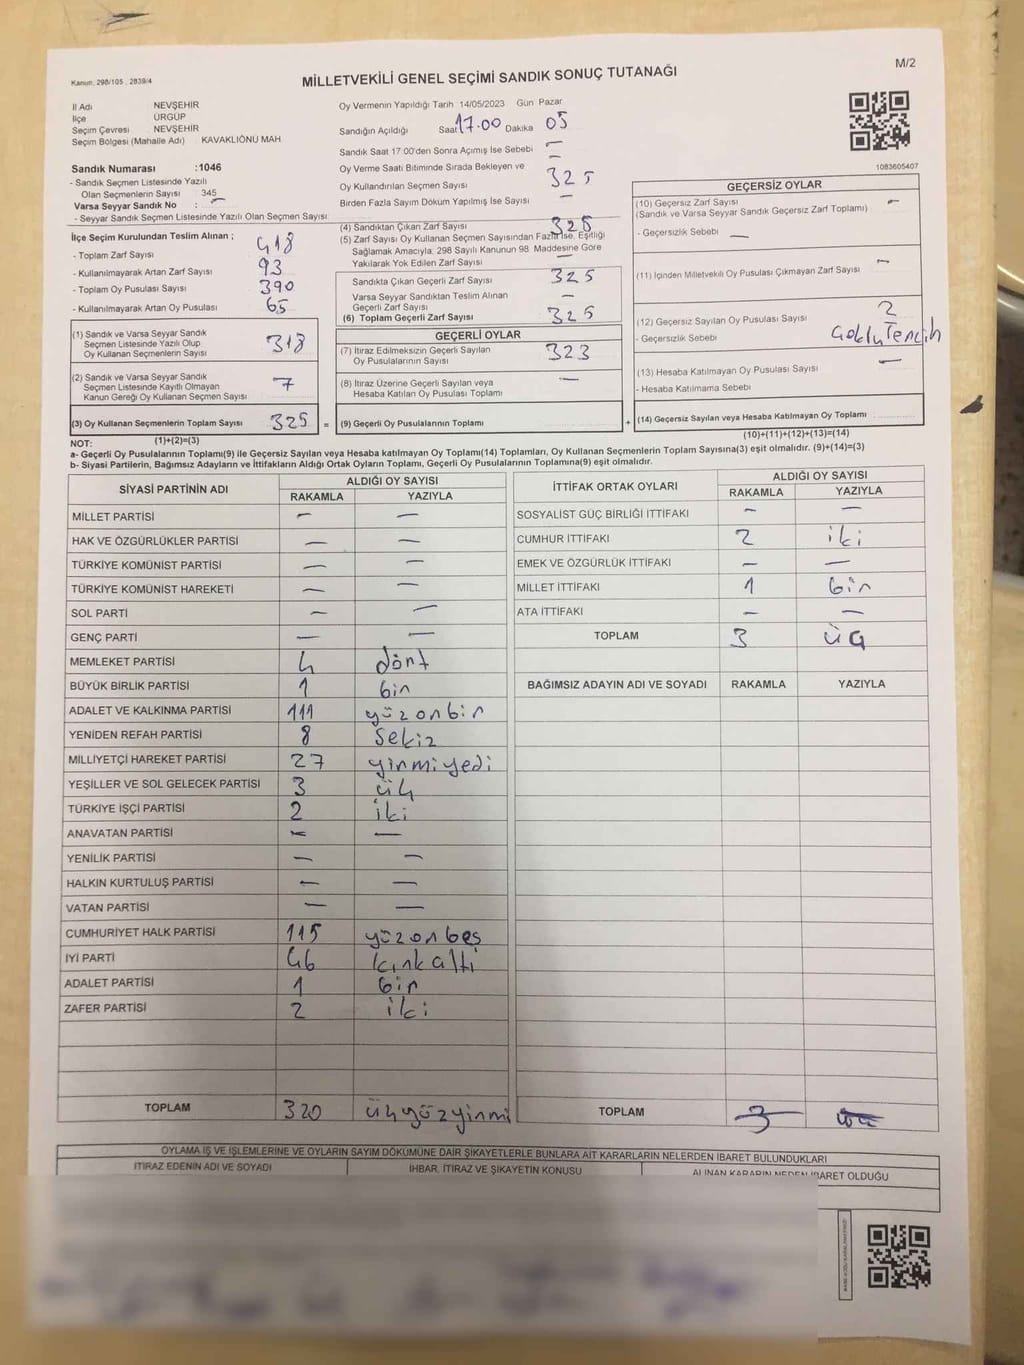 Kanun: 298/105, 2839/4
M/2
MİLLETVEKİLİ GENEL SEÇİMİ SANDIK SONUÇ TUTANAĞI
İl Adı NEVŞEHİR
İlçe ÜRGÜP
Seçim Çevresi NEVŞEHİR
Seçim Bölgesi (Mahalle Adı) KAVAKLIÖNÜ MAH
Sandık Numarası :1046
- Sandık Seçmen Listesinde Yazılı
Olan Seçmenlerin Sayısı 345
Varsa Seyyar Sandık No : -
- Seyyar Sandık Seçmen Listesinde Yazılı Olan Seçmen Sayısı:
Oy Vermenin Yapıldığı Tarih 14/05/2023 Gün Pazar
Sandığın Açıldığı Saat 17.00 Dakika 05
Sandık Saat 17:00'den Sonra Açımış İse Sebebi -
Oy Verme Saati Bitiminde Sırada Bekleyen ve -
Oy Kullandırılan Seçmen Sayısı 325
Birden Fazla Sayım Döküm Yapılmış İse Sayısı -
1083605407
İlçe Seçim Kurulundan Teslim Alınan ;
- Toplam Zarf Sayısı 418
- Kullanılmayarak Artan Zarf Sayısı 93
- Toplam Oy Pusulası Sayısı 390
- Kullanılmayarak Artan Oy Pusulası 65
(1) Sandık ve Varsa Seyyar Sandık
Seçmen Listesinde Yazılı Olup
Oy Kullanan Seçmenlerin Sayısı 318
(2) Sandık ve Varsa Seyyar Sandık
Seçmen Listesinde Kayıtlı Olmayan
Kanun Gereği Oy Kullanan Seçmen Sayısı 7
(3) Oy Kullanan Seçmenlerin Toplam Sayısı 325 =
(1)+(2)=(3)
(4) Sandıktan Çıkan Zarf Sayısı 325
(5) Zarf Sayısı Oy Kullanan Seçmen Sayısından Fazla İse, Eşitliği
Sağlamak Amacıyla; 298 Sayılı Kanunun 98. Maddesine Göre
Yakılarak Yok Edilen Zarf Sayısı -
Sandıkta Çıkan Geçerli Zarf Sayısı 325
Varsa Seyyar Sandıktan Teslim Alınan
Geçerli Zarf Sayısı -
(6) Toplam Geçerli Zarf Sayısı 325
GEÇERLİ OYLAR
(7) İtiraz Edilmeksizin Geçerli Sayılan
Oy Pusulalarının Sayısı 323
(8) İtiraz Üzerine Geçerli Sayılan veya
Hesaba Katılan Oy Pusulası Toplamı -
(9) Geçerli Oy Pusulalarının Toplamı +
GEÇERSİZ OYLAR
(10) Geçersiz Zarf Sayısı -
(Sandık ve Varsa Seyyar Sandık Geçersiz Zarf Toplamı)
- Geçersizlik Sebebi -
(11) İçinden Milletvekili Oy Pusulası Çıkmayan Zarf Sayısı -
(12) Geçersiz Sayılan Oy Pusulası Sayısı 2
- Geçersizlik Sebebi Çoklu Tercih
(13) Hesaba Katılmayan Oy Pusulası Sayısı -
- Hesaba Katılmama Sebebi
(14) Geçersiz Sayılan veya Hesaba Katılmayan Oy Toplamı
(10)+(11)+(12)+(13)=(14)
NOT:
a- Geçerli Oy Pusulasının Toplamı(9) ile Geçersiz Sayılan veya Hesaba katılmayan Oy Toplamı(14) Toplamları, Oy Kullanan Seçmenlerin Toplam Sayısına(3) eşit olmalıdır. (9)+(14)=(3)
b- Siyasi Partilerin, Bağımsız Adayların ve İttifakların Aldığı Ortak Oyların Toplamı, Geçerli Oy Pusulalarının Toplamına(9) eşit olmalıdır.
SİYASİ PARTİNİN ADI ALDIĞI OY SAYISI
RAKAMLA YAZIYLA
MİLLET PARTİSİ - -
HAK VE ÖZGÜRLÜKLER PARTİSİ - -
TÜRKİYE KOMÜNİST PARTİSİ - -
TÜRKİYE KOMÜNİST HAREKETİ - -
SOL PARTİ - -
GENÇ PARTİ - -
MEMLEKET PARTİSİ 4 dört
BÜYÜK BİRLİK PARTİSİ 1 bir
ADALET VE KALKINMA PARTİSİ 111 yüzonbir
YENİDEN REFAH PARTİSİ 8 Sekiz
MİLLİYETÇİ HAREKET PARTİSİ 27 yirmiyedi
YEŞİLLER VE SOL GELECEK PARTİSİ 3 üç
TÜRKİYE İŞÇİ PARTİSİ 2 iki
ANAVATAN PARTİSİ - -
YENİLİK PARTİSİ - -
HALKIN KURTULUŞ PARTİSİ - -
VATAN PARTİSİ - -
CUMHURİYET HALK PARTİSİ 115 yüzonbeş
İYİ PARTİ 46 kırkaltı
ADALET PARTİSİ 1 bir
ZAFER PARTİSİ 2 iki
TOPLAM 320 üçyüzyirmi
İTTİFAK ORTAK OYLARI ALDIĞI OY SAYISI
RAKAMLA YAZIYLA
SOSYALİST GÜÇ BİRLİĞİ İTTİFAKI - -
CUMHUR İTTİFAKI 2 iki
EMEK VE ÖZGÜRLÜK İTTİFAKI - -
MİLLET İTTİFAKI 1 bir
ATA İTTİFAKI - -
TOPLAM 3 üç
BAĞIMSIZ ADAYIN ADI VE SOYADI RAKAMLA YAZIYLA
TOPLAM 3
OYLAMA İŞ VE İŞLEMLERİNE VE OYLARIN SAYIM DÖKÜMÜNE DAİR ŞİKAYETLERLE BUNLARA AİT KARARLARIN NELERDEN İBARET BULUNDUKLARI
İTİRAZ EDENİN ADI VE SOYADI İHBAR, İTİRAZ VE ŞİKAYETİN KONUSU ALINAN KARARIN NEDEN İBARET OLDUĞU